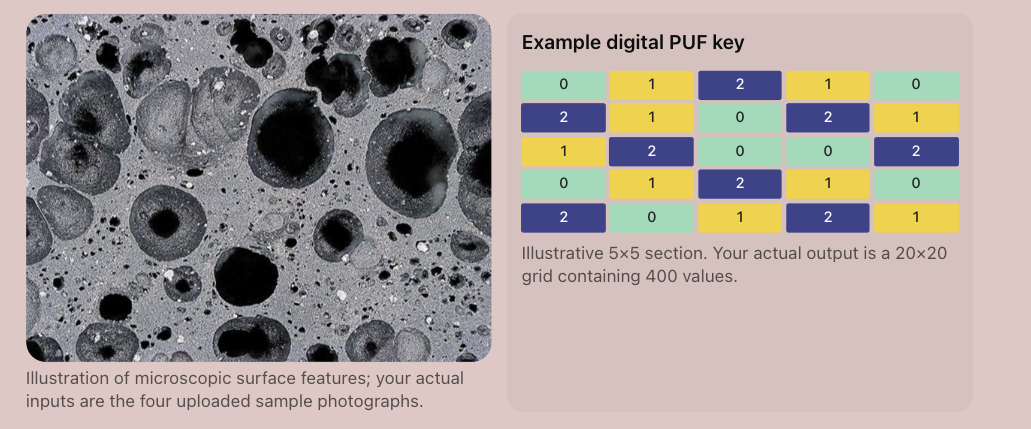 Example digital PUF key
0 1 2 1 0
2 1 0 2 1
1 2 0 0 2
0 1 2 1 0
2 0 1 2 1
Illustrative 5×5 section. Your actual output is a 20×20
grid containing 400 values.
Illustration of microscopic surface features; your actual
inputs are the four uploaded sample photographs.